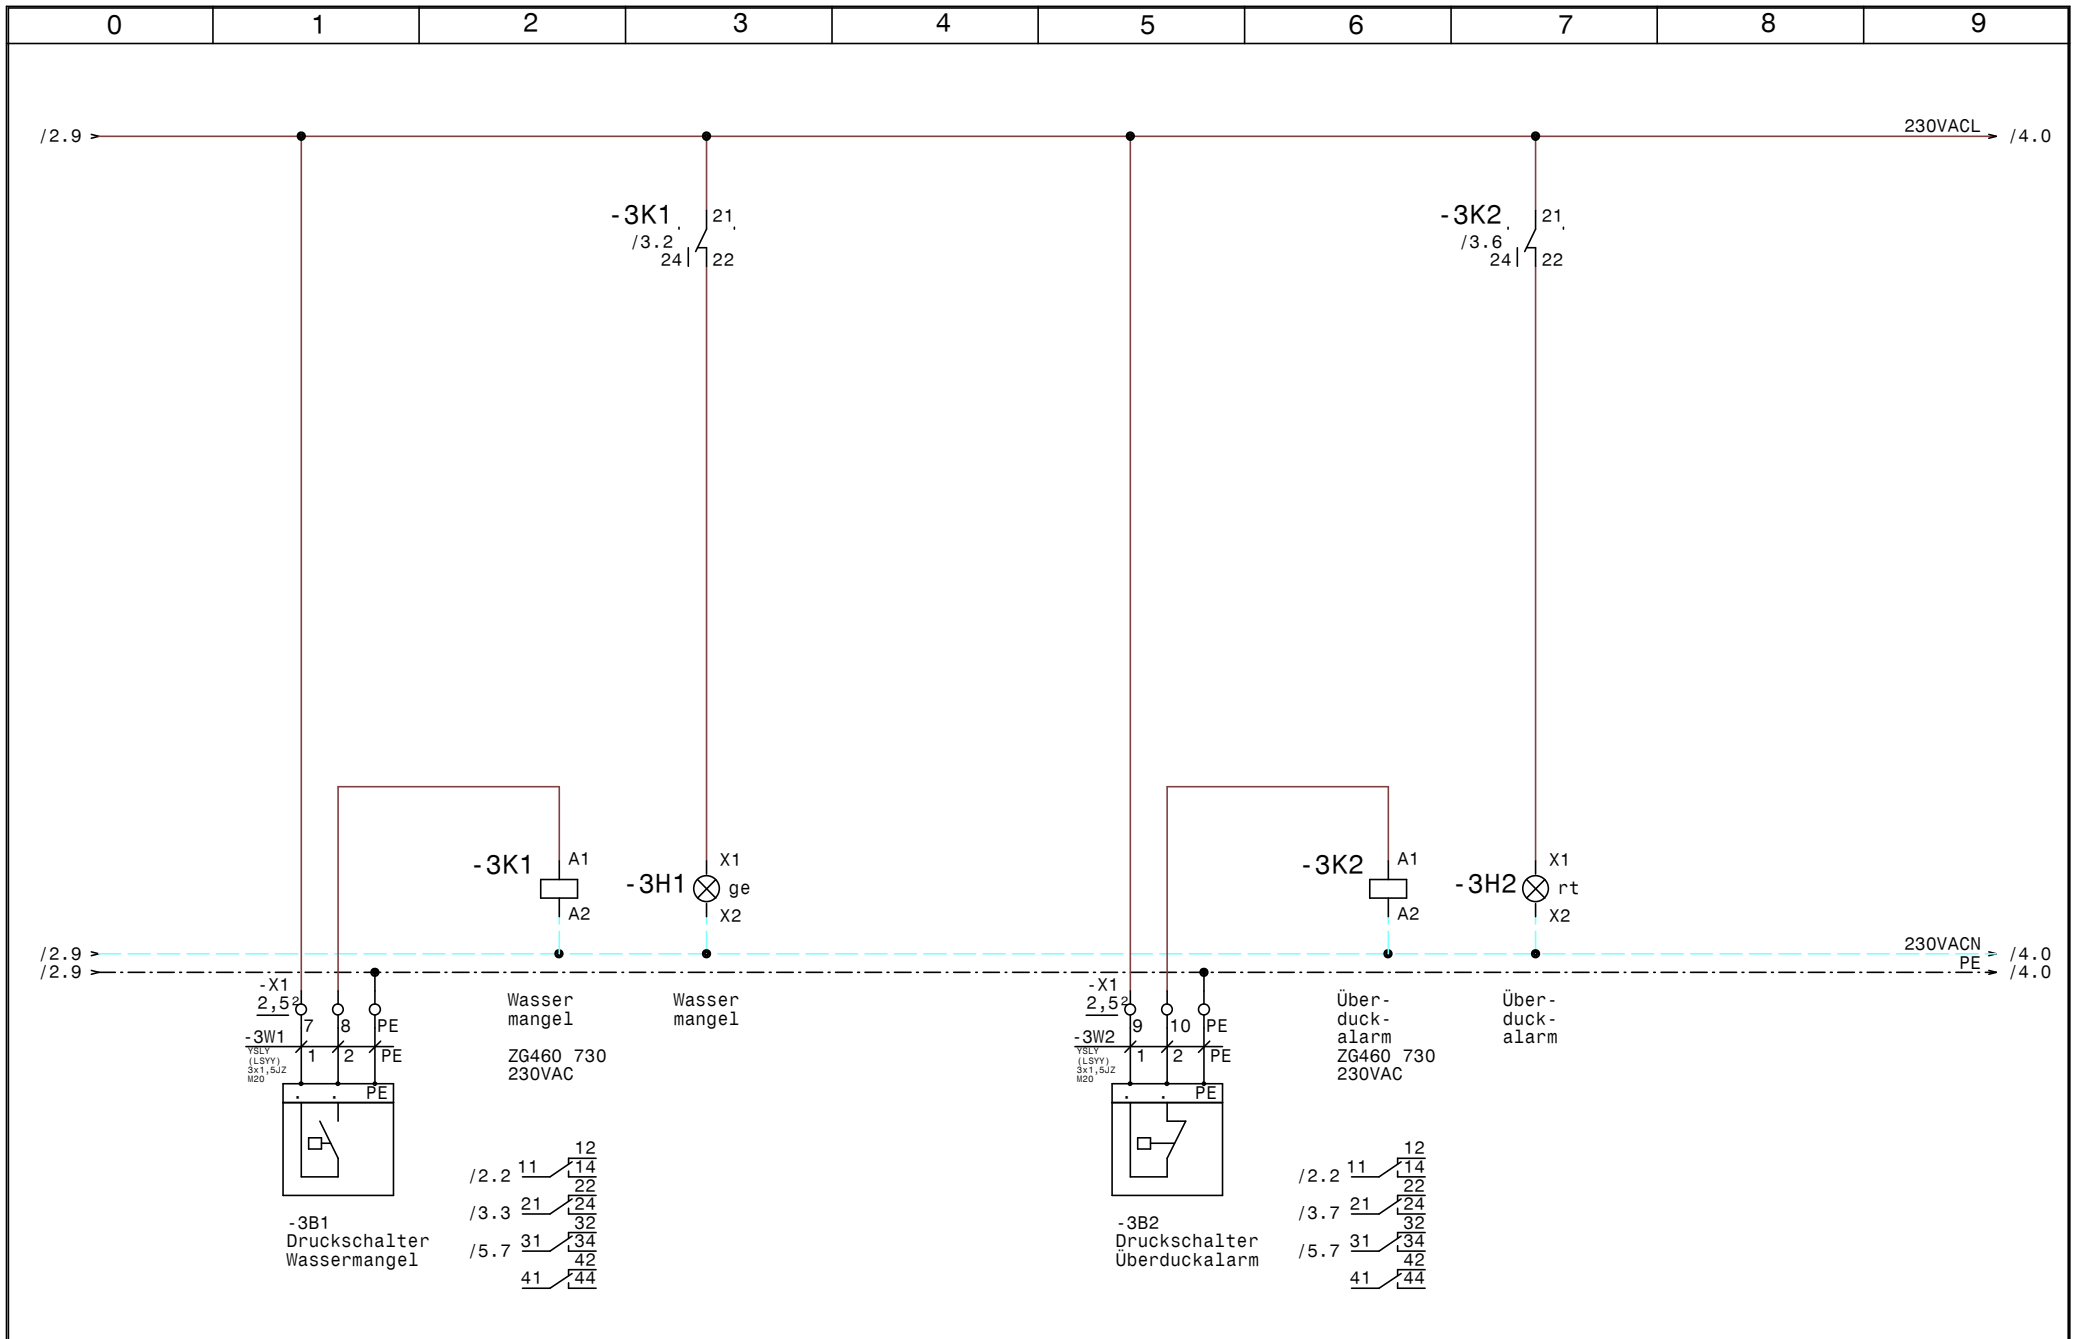 0 1 2 3 4 5 6 7 8 9
/2.9 230VACL /4.0
-3K1 21
/3.2
24 22
-3K2 21
/3.6
24 22
-3K1 A1
A2
-3H1 X1
ge
X2
-3K2 A1
A2
-3H2 X1
rt
X2
/2.9 230VACN /4.0
/2.9 PE /4.0
-X1
2,5²
7 8 PE
-3W1
YSLY
(LSYY)
3x1,5JZ
M20
1 2 PE
PE
-3B1
Druckschalter
Wassermangel
Wasser
mangel
ZG460 730
230VAC
12
/2.2 11 14
22
/3.3 21 24
32
/5.7 31 34
42
41 44
Wasser
mangel
-X1
2,5²
9 10 PE
-3W2
YSLY
(LSYY)
3x1,5JZ
M20
1 2 PE
PE
-3B2
Druckschalter
Überduckalarm
Über-
duck-
alarm
ZG460 730
230VAC
12
/2.2 11 14
22
/3.7 21 24
32
/5.7 31 34
42
41 44
Über-
duck-
alarm